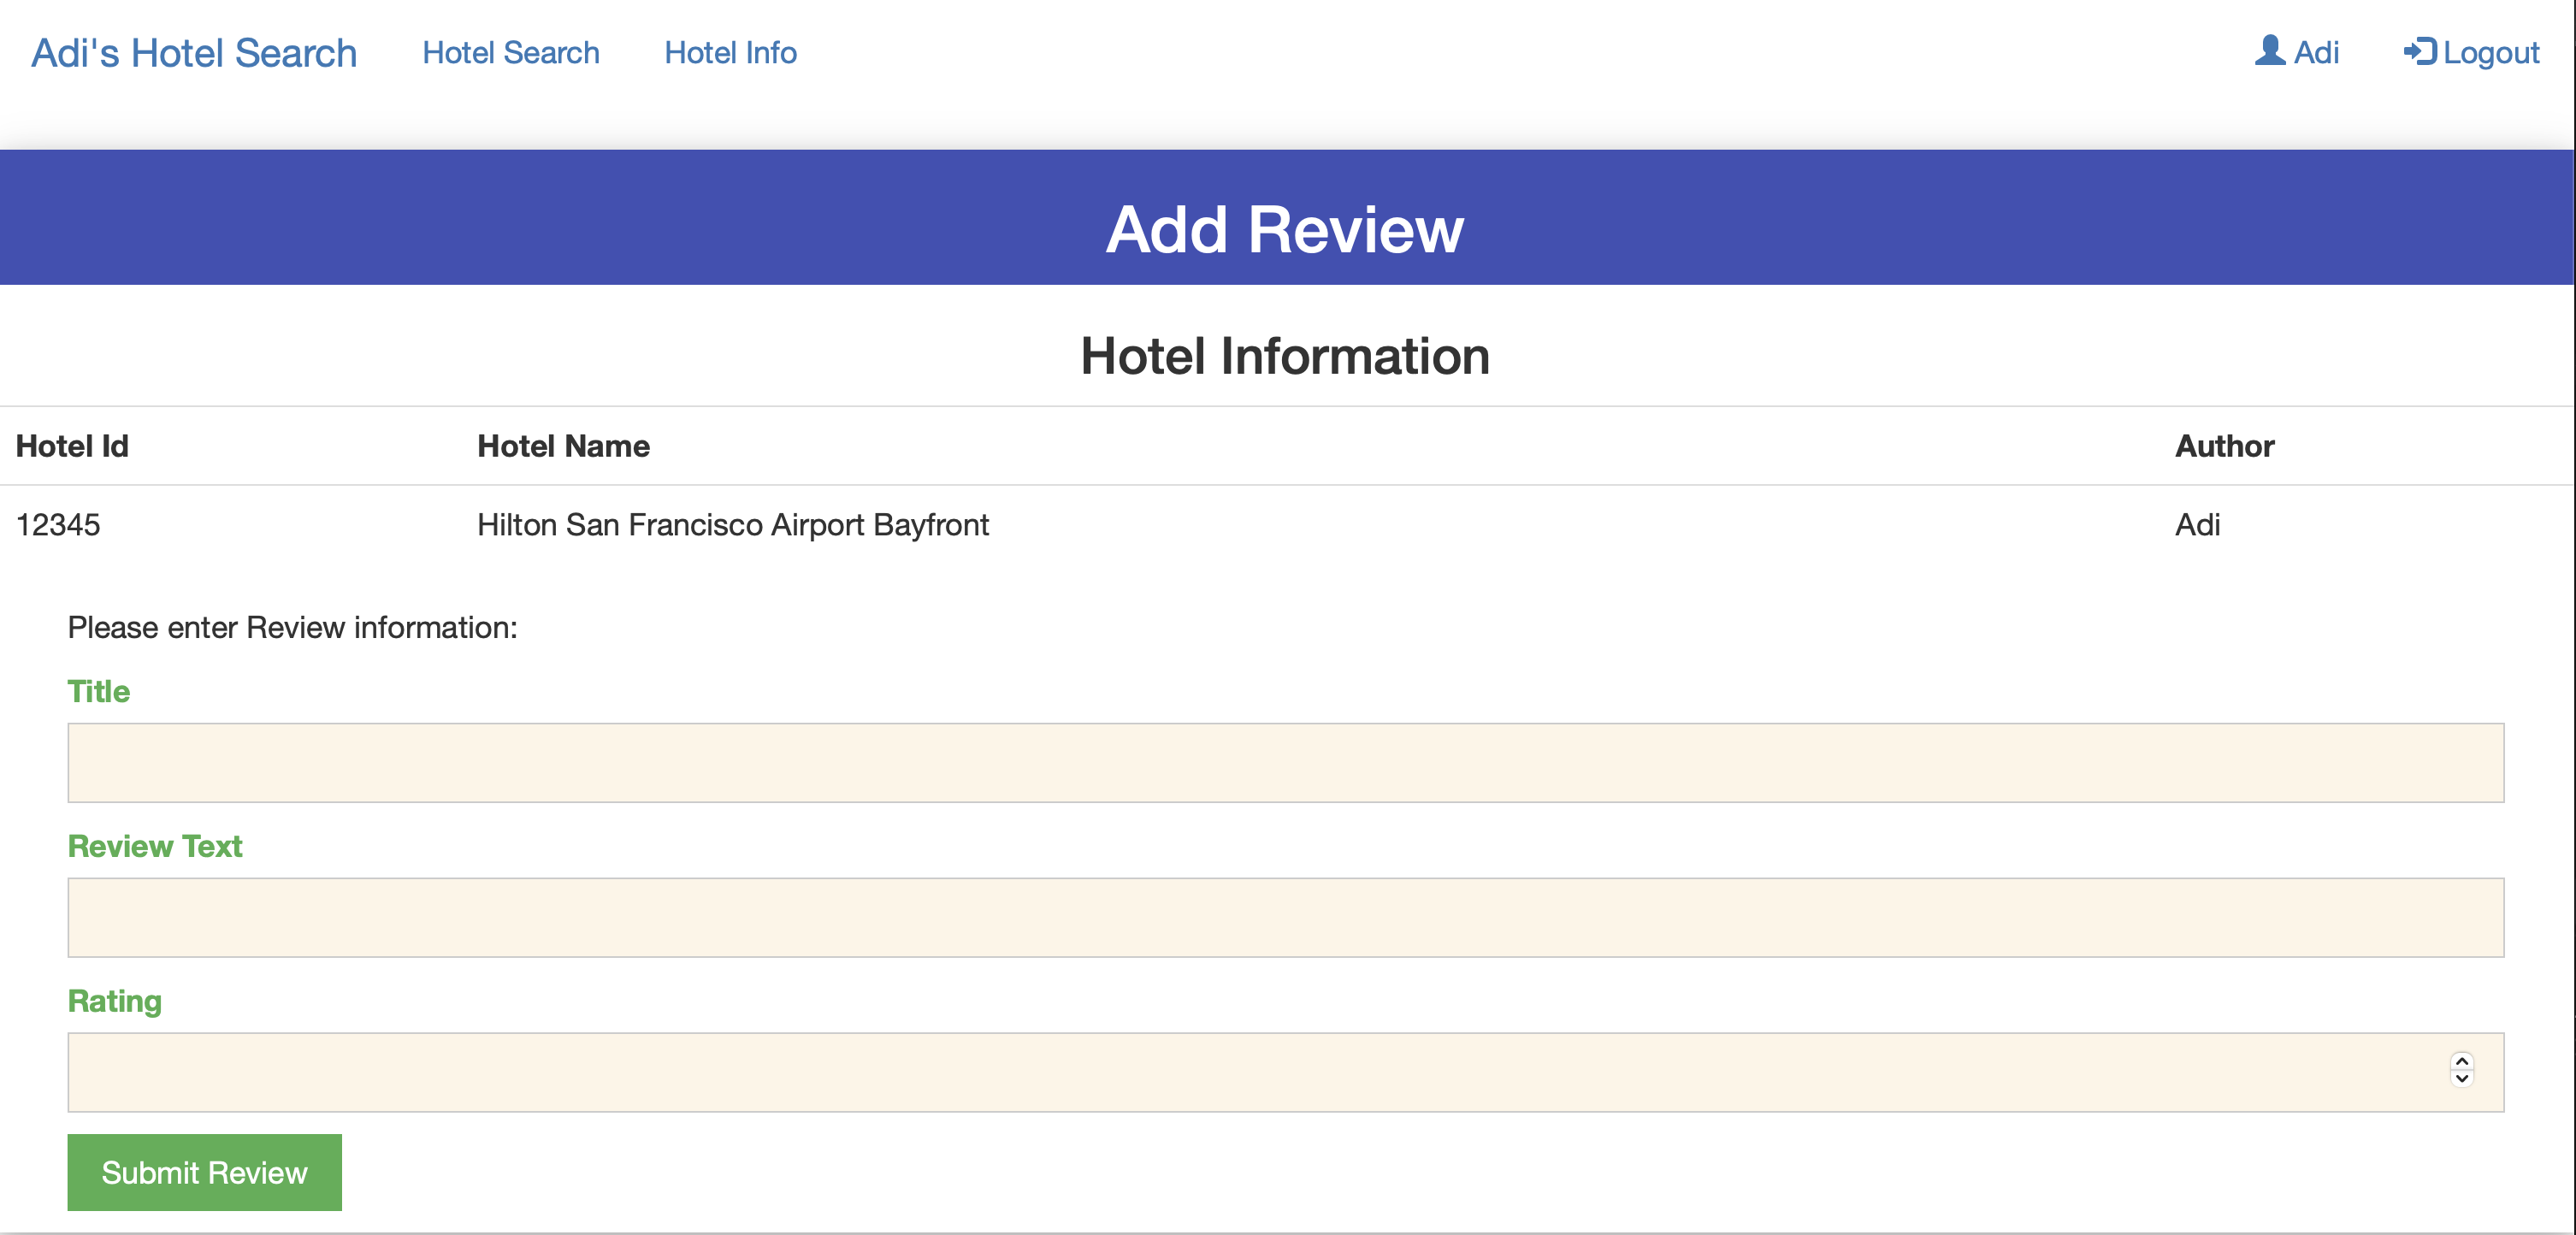 Adi's Hotel Search Hotel Search Hotel Info Adi Logout
Add Review
Hotel Information
Hotel Id Hotel Name Author
12345 Hilton San Francisco Airport Bayfront Adi
Please enter Review information:
Title
Review Text
Rating
Submit Review